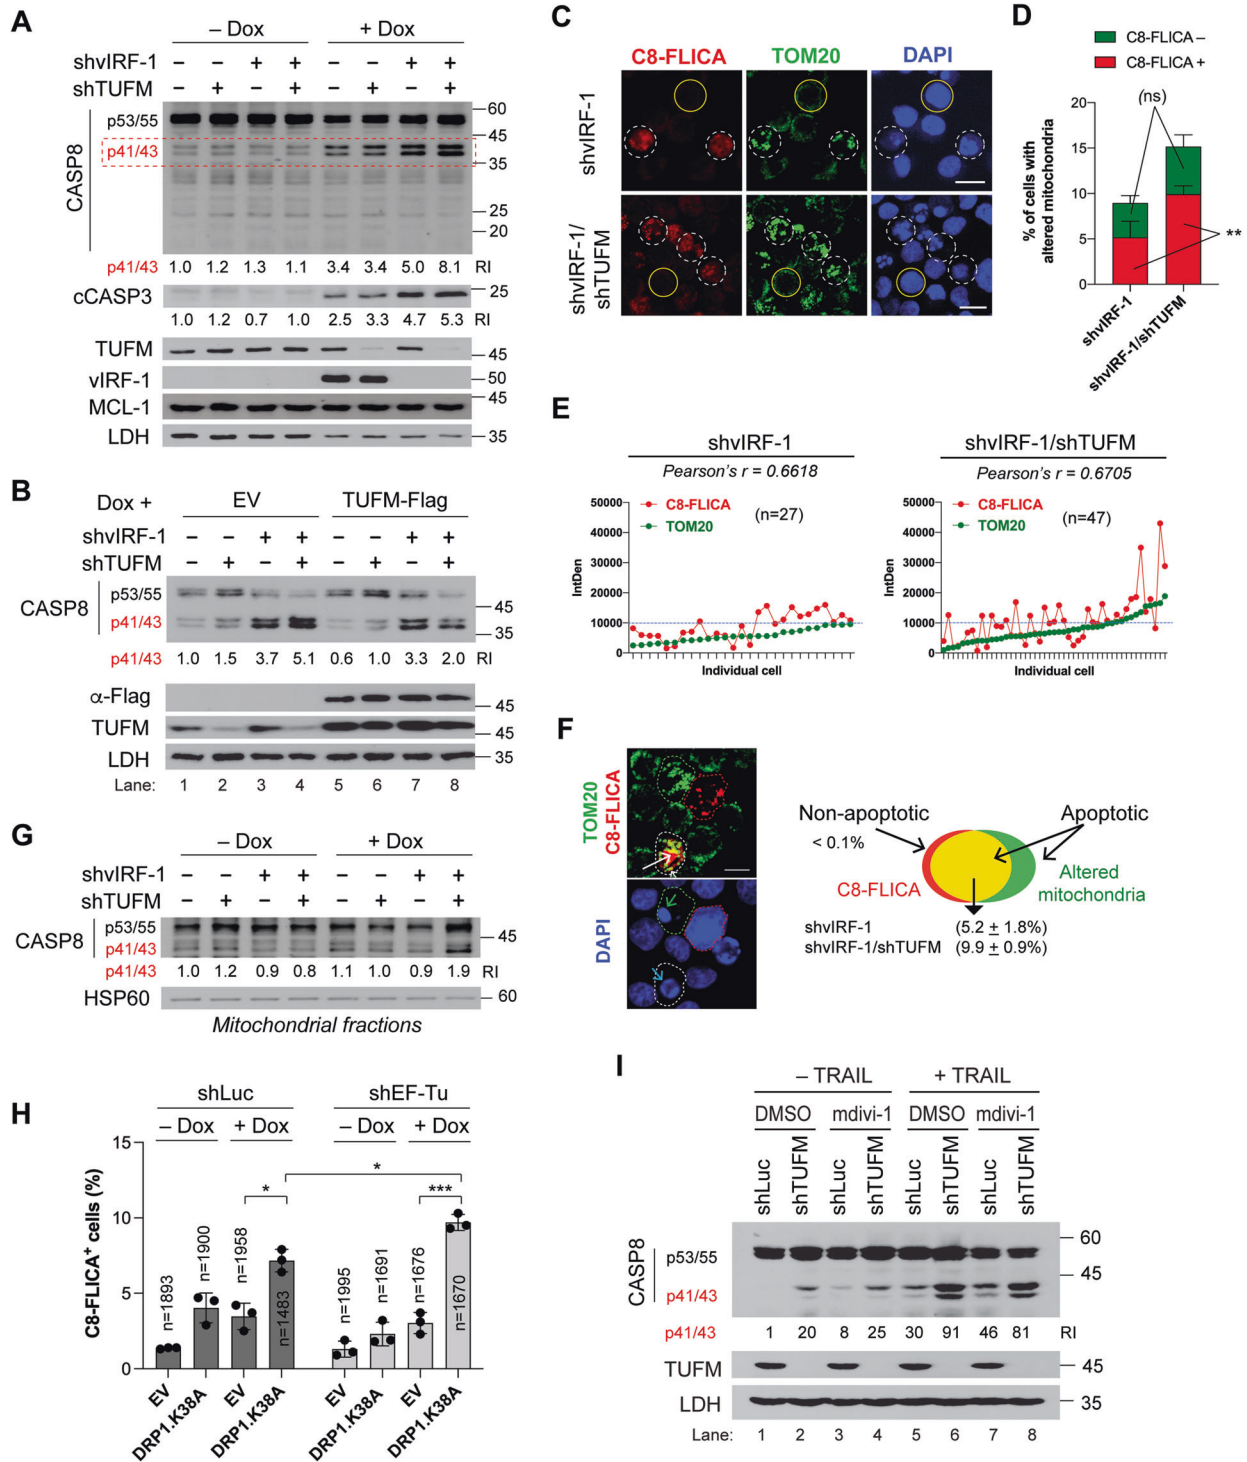 A
– Dox + Dox
shvIRF-1 – – + + – – + +
shTUFM – + – + – + – +
CASP8
p53/55
p41/43
60
45
35
25
20
p41/43 1.0 1.2 1.3 1.1 3.4 3.4 5.0 8.1 RI
cCASP3 25
1.0 1.2 0.7 1.0 2.5 3.3 4.7 5.3 RI
TUFM 45
vIRF-1 50
MCL-1 45
LDH 35
B
Dox + EV TUFM-Flag
shvIRF-1 – – + + – – + +
shTUFM – + – + – + – +
CASP8
p53/55
p41/43
45
35
p41/43 1.0 1.5 3.7 5.1 0.6 1.0 3.3 2.0 RI
α-Flag 45
TUFM 45
LDH 35
Lane: 1 2 3 4 5 6 7 8
C
C8-FLICA TOM20 DAPI
shvIRF-1
shvIRF-1/
shTUFM
D
C8-FLICA –
C8-FLICA +
% of cells with
altered mitochondria
20
15
10
5
0
(ns)
**
shvIRF-1
shvIRF-1/shTUFM
E
shvIRF-1
Pearson's r = 0.6618
C8-FLICA
TOM20
(n=27)
IntDen
50000
40000
30000
20000
10000
0
Individual cell
shvIRF-1/shTUFM
Pearson's r = 0.6705
C8-FLICA
TOM20
(n=47)
IntDen
50000
40000
30000
20000
10000
0
Individual cell
F
TOM20
C8-FLICA
DAPI
Non-apoptotic
< 0.1%
Apoptotic
C8-FLICA
Altered
mitochondria
shvIRF-1 (5.2 ± 1.8%)
shvIRF-1/shTUFM (9.9 ± 0.9%)
G
– Dox + Dox
shvIRF-1 – – + + – – + +
shTUFM – + – + – + – +
CASP8
p53/55
p41/43
45
p41/43 1.0 1.2 0.9 0.8 1.1 1.0 0.9 1.9 RI
HSP60 60
Mitochondrial fractions
H
shLuc shEF-Tu
– Dox + Dox – Dox + Dox
C8-FLICA+ cells (%)
15
10
5
0
* * ***
n=1893
n=1900
n=1958
n=1483
n=1995
n=1691
n=1676
n=1670
EV
DRP1.K38A
EV
DRP1.K38A
EV
DRP1.K38A
EV
DRP1.K38A
I
– TRAIL + TRAIL
DMSO mdivi-1 DMSO mdivi-1
shLuc shTUFM shLuc shTUFM shLuc shTUFM shLuc shTUFM
CASP8
p53/55
p41/43
60
45
p41/43 1 20 8 25 30 91 46 81 RI
TUFM 45
LDH 35
Lane: 1 2 3 4 5 6 7 8